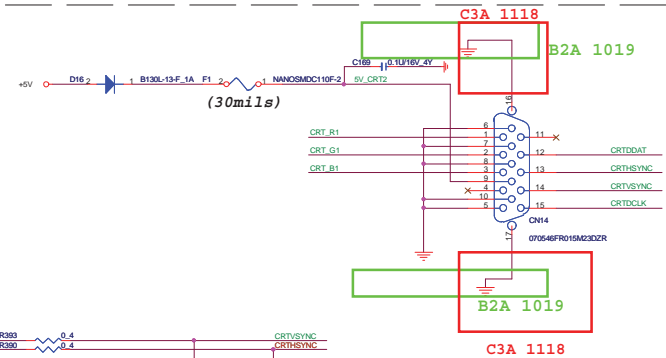 C3A 1118
B2A 1019
C169 0.1U/16V_4Y
+5V D16 2 1 B130L-13-F_1A F1 2 1 NANOSMDC110F-2 5V_CRT2
(30mils)
16
6
CRT_R1 1 11
7
CRT_G1 2 12 CRTDDAT
8
CRT_B1 3 13 CRTHSYNC
9
4 14 CRTVSYNC
10
5 15 CRTDCLK
CN14
17 070546FR015M23DZR
B2A 1019
R393 0_4 CRTVSYNC
R390 0_4 CRTHSYNC
C3A 1118